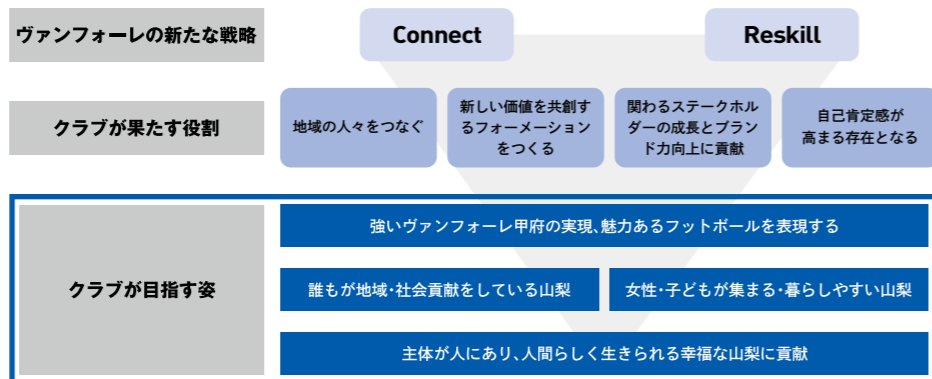 ヴァンフォーレの新たな戦略
Connect
Reskill
クラブが果たす役割
地域の人々をつなぐ
新しい価値を共創す
るフォーメーション
をつくる
関わるステークホル
ダーの成長とブラン
ド力向上に貢献
自己肯定感が
高まる存在となる
クラブが目指す姿
強いヴァンフォーレ甲府の実現、魅力あるフットボールを表現する
誰もが地域・社会貢献をしている山梨
女性・子どもが集まる・暮らしやすい山梨
主体が人にあり、人間らしく生きられる幸福な山梨に貢献